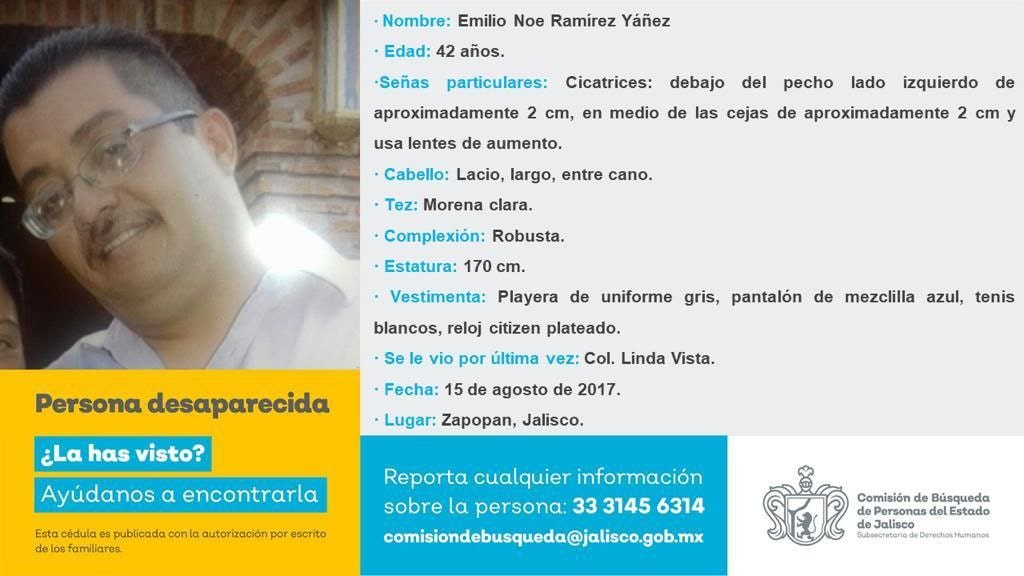 · Nombre: Emilio Noe Ramírez Yáñez
· Edad: 42 años.
·Señas particulares: Cicatrices: debajo del pecho lado izquierdo de
aproximadamente 2 cm, en medio de las cejas de aproximadamente 2 cm y
usa lentes de aumento.
· Cabello: Lacio, largo, entre cano.
· Tez: Morena clara.
· Complexión: Robusta.
· Estatura: 170 cm.
· Vestimenta: Playera de uniforme gris, pantalón de mezclilla azul, tenis
blancos, reloj citizen plateado.
· Se le vio por última vez: Col. Linda Vista.
· Fecha: 15 de agosto de 2017.
· Lugar: Zapopan, Jalisco.
Persona desaparecida
¿La has visto?
Ayúdanos a encontrarla
Esta cédula es publicada con la autorización por escrito
de los familiares.
Reporta cualquier información
sobre la persona: 33 3145 6314
comisiondebusqueda@jalisco.gob.mx
Comisión de Búsqueda
de Personas del Estado
de Jalisco
Subsecretaría de Derechos Humanos